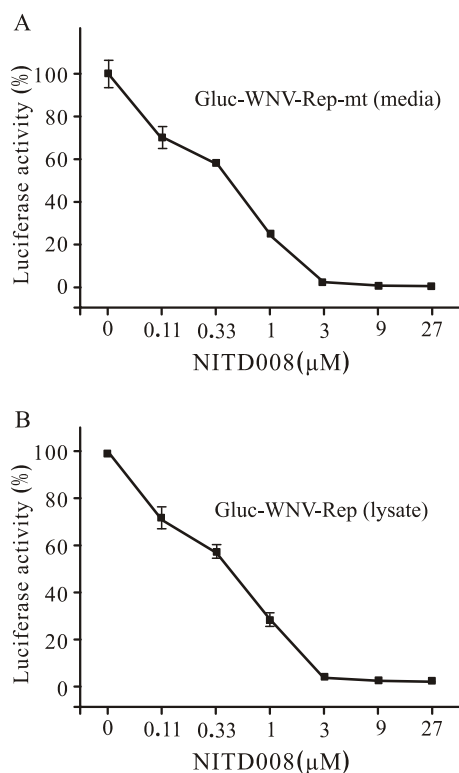 A
Luciferase activity (%)
100
80
60
40
20
0
Gluc-WNV-Rep-mt (media)
0 0.11 0.33 1 3 9 27
NITD008(μM)
B
Luciferase activity (%)
100
80
60
40
20
0
Gluc-WNV-Rep (lysate)
0 0.11 0.33 1 3 9 27
NITD008(μM)